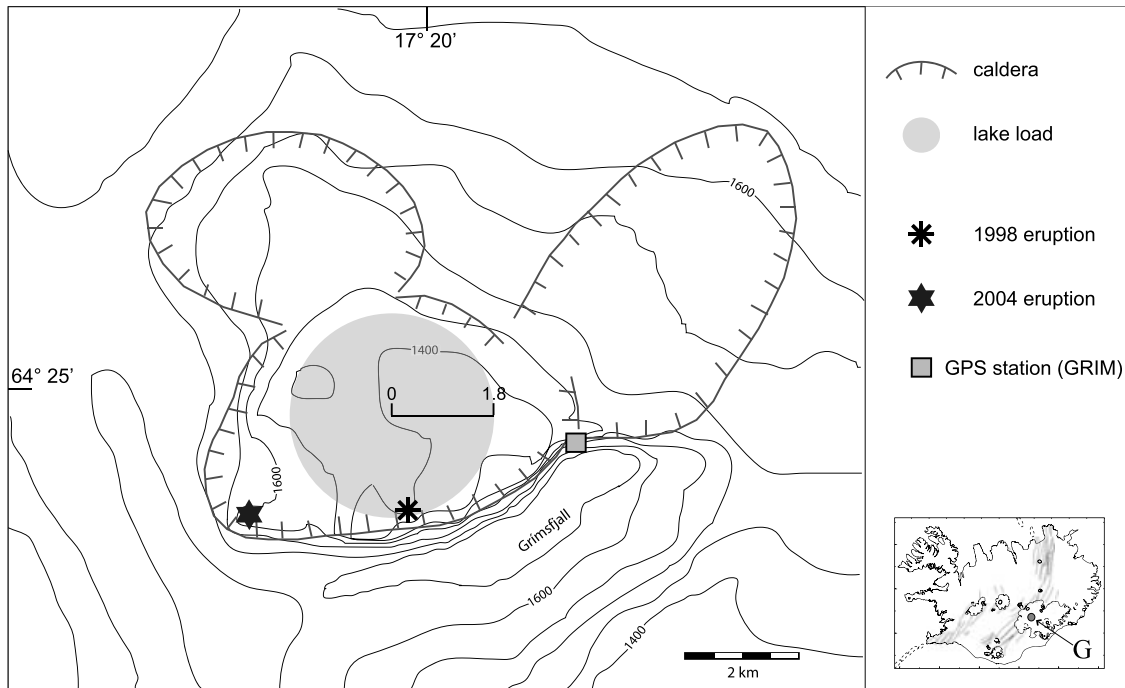 17° 20’
caldera
lake load
1600
1998 eruption
2004 eruption
1400
64° 25’
GPS station (GRIM)
0
1.8
1600
Grímsfjall
1600
1400
2 km
G